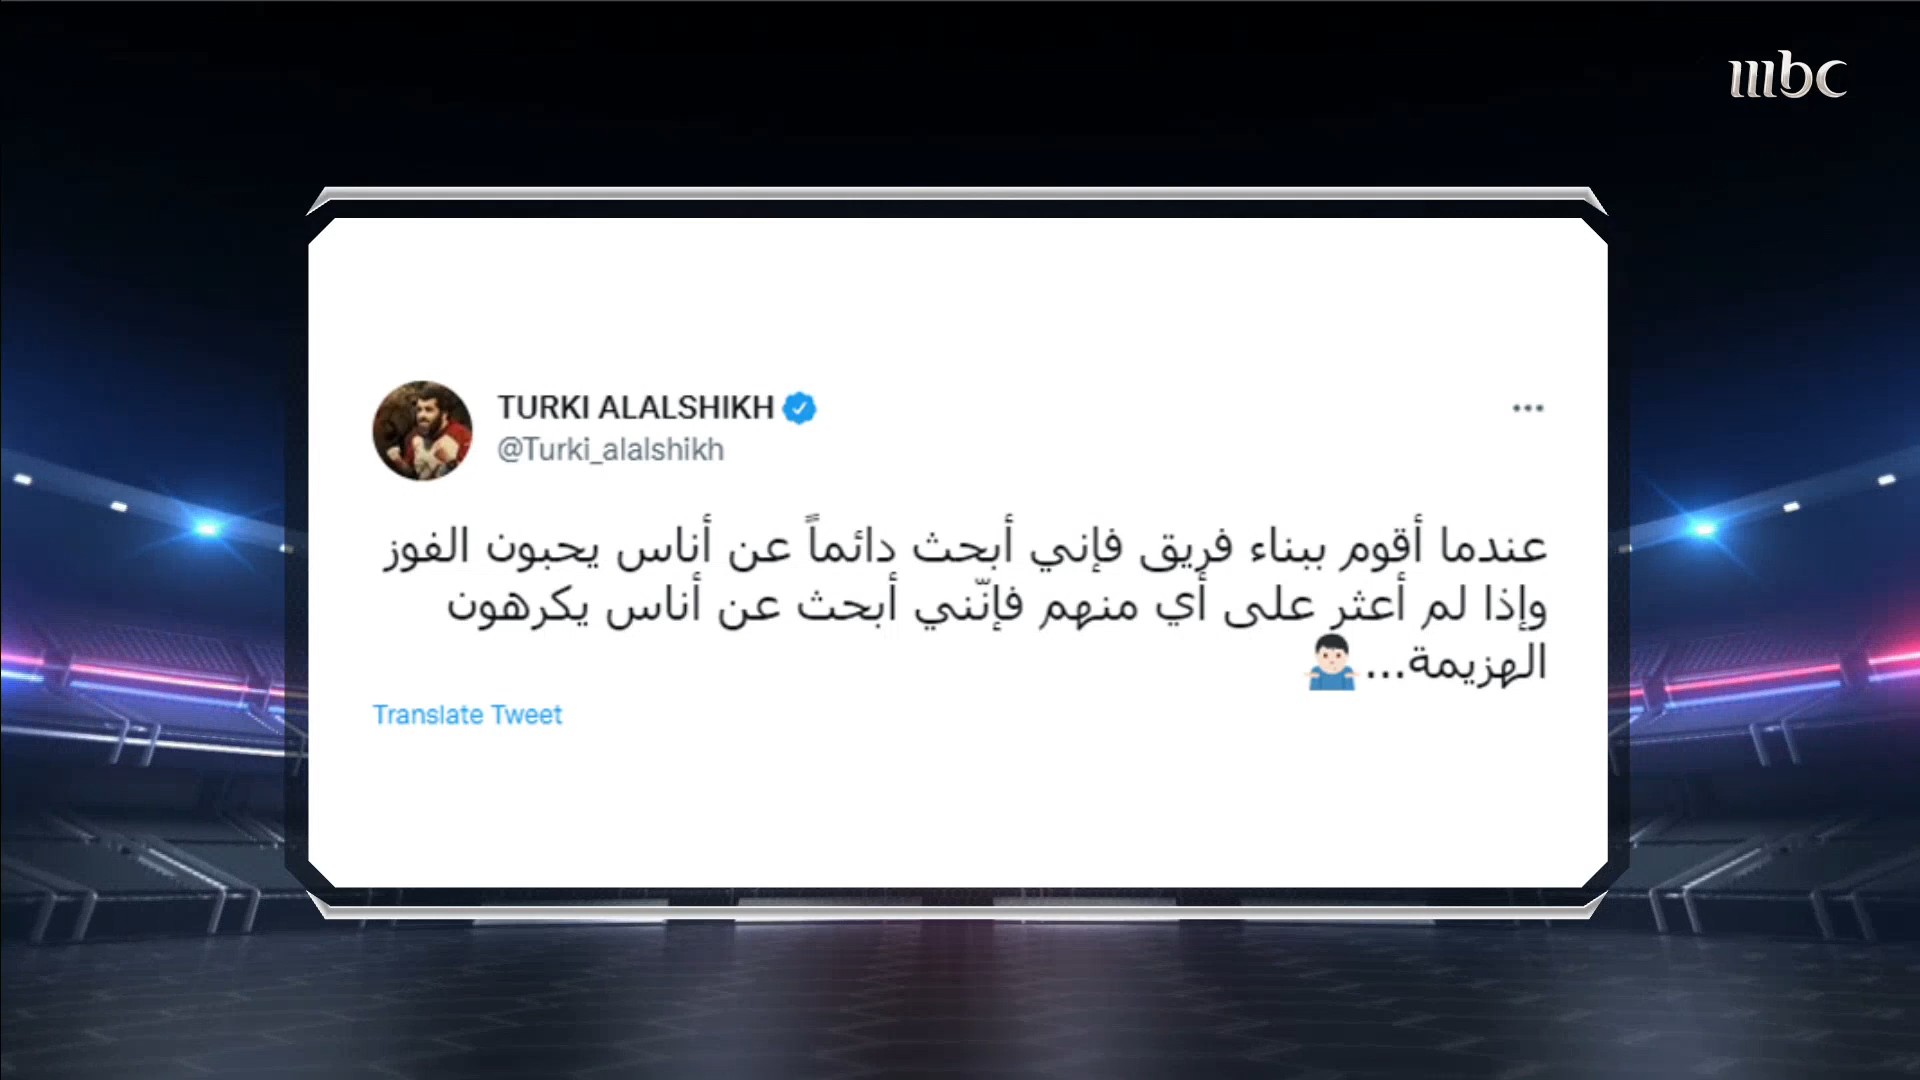 mbc
TURKI ALALSHIKH
@Turki_alalshikh
عندما أقوم ببناء فريق فإني أبحث دائماً عن أناس يحبون الفوز
وإذا لم أعثر على أي منهم فإنّني أبحث عن أناس يكرهون
الهزيمة...🤷🏻‍♂️
Translate Tweet